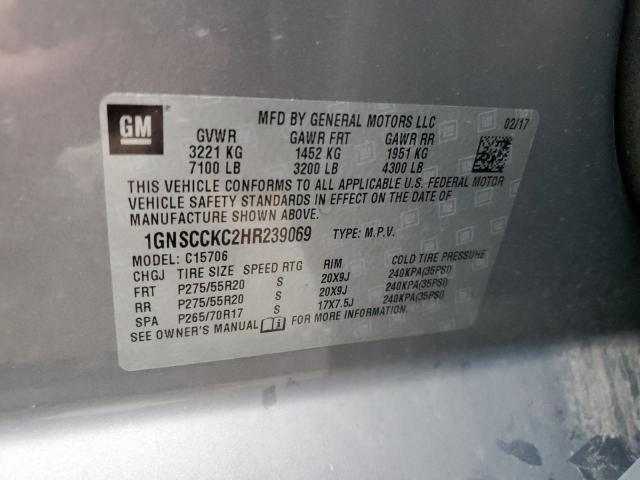 GM
MFD BY GENERAL MOTORS LLC 02/17
GVWR GAWR FRT GAWR RR
3221 KG 1452 KG 1951 KG
7100 LB 3200 LB 4300 LB
THIS VEHICLE CONFORMS TO ALL APPLICABLE U.S. FEDERAL MOTOR
VEHICLE SAFETY STANDARDS IN EFFECT ON THE DATE OF
MANUFACTURE SHOWN ABOVE.
1GNSCCKC2HR239069 TYPE: M.P.V.
MODEL: C15706
CHGJ TIRE SIZE SPEED RTG RIM COLD TIRE PRESSURE
FRT P275/55R20 S 20X9J 240KPA(35PSI)
RR P275/55R20 S 20X9J 240KPA(35PSI)
SPA P265/70R17 S 17X7.5J 240KPA(35PSI)
SEE OWNER'S MANUAL FOR MORE INFORMATION.